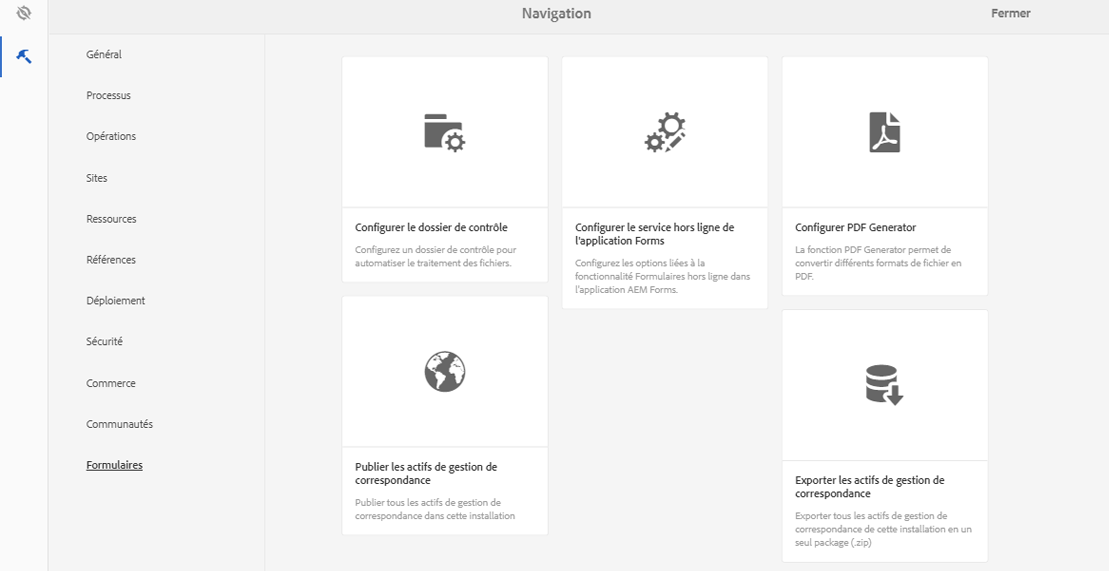 Navigation
Fermer
Général
Processus
Opérations
Sites
Ressources
Références
Déploiement
Sécurité
Commerce
Communautés
Formulaires
Configurer le dossier de contrôle
Configurez un dossier de contrôle pour
automatiser le traitement des fichiers.
Configurer le service hors ligne de
l'application Forms
Configurez les options liées à la
fonctionnalité Formulaires hors ligne dans
l'application AEM Forms.
Configurer PDF Generator
La fonction PDF Generator permet de
convertir différents formats de fichier en
PDF.
Publier les actifs de gestion de
correspondance
Publier tous les actifs de gestion de
correspondance dans cette installation
Exporter les actifs de gestion de
correspondance
Exporter tous les actifs de gestion de
correspondance de cette installation en un
seul package (.zip)